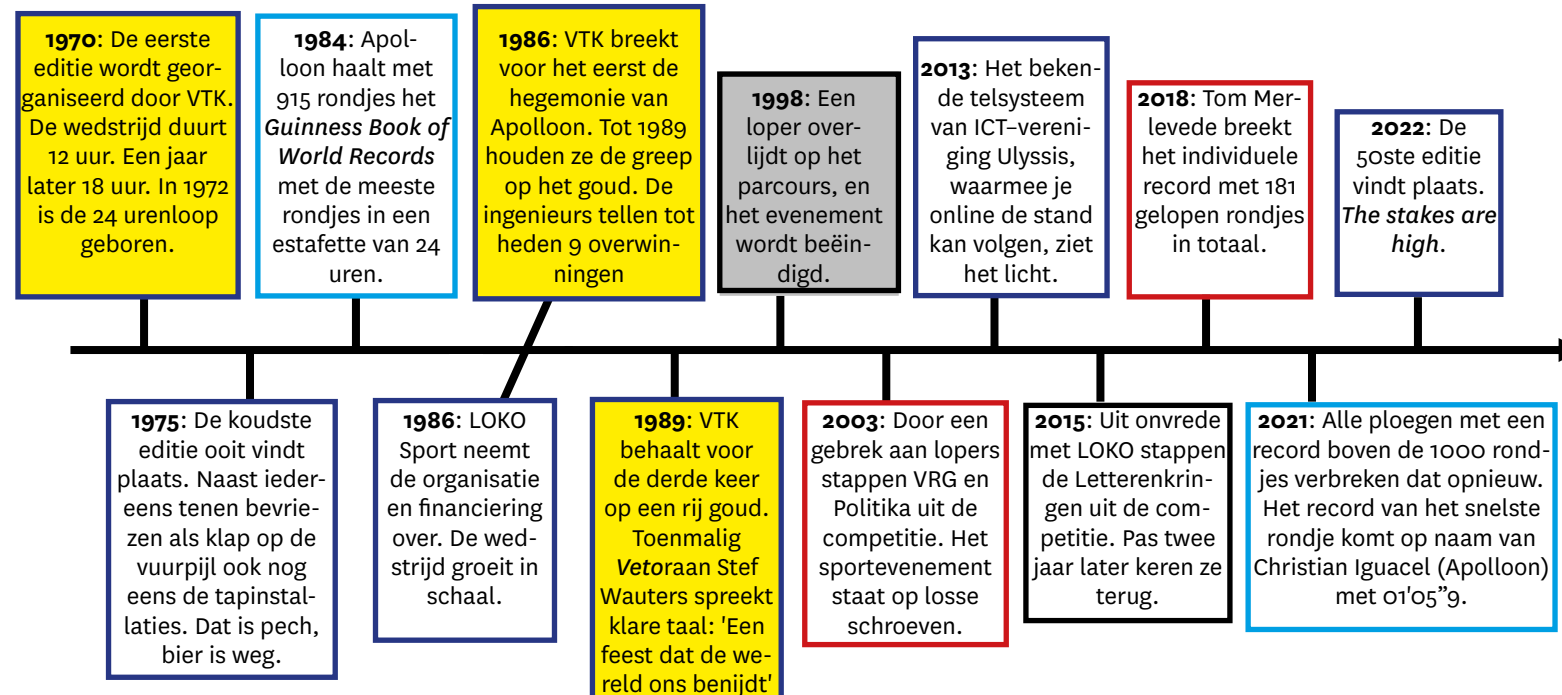 1970: De eerste
editie wordt geor-
ganiseerd door VTK.
De wedstrijd duurt
12 uur. Een jaar
later 18 uur. In 1972
is de 24 urenloop
geboren.
1984: Apol-
loon haalt met
915 rondjes het
Guinness Book of
World Records
met de meeste
rondjes in een
estafette van 24
uren.
1986: VTK breekt
voor het eerst de
hegemonie van
Apolloon. Tot 1989
houden ze de greep
op het goud. De
ingenieurs tellen tot
heden 9 overwin-
ningen
1998: Een
loper over-
lijdt op het
parcours, en
het evenement
wordt beëin-
digd.
2013: Het beken-
de telsysteem
van ICT-vereni-
ging Ulyssis,
waarmee je
online de stand
kan volgen, ziet
het licht.
2018: Tom Mer-
levede breekt
het individuele
record met 181
gelopen rondjes
in totaal.
2022: De
50ste editie
vindt plaats.
The stakes are
high.
1975: De koudste
editie ooit vindt
plaats. Naast ieder-
eens tenen bevrie-
zen als klap op de
vuurpijl ook nog
eens de tapinstal-
laties. Dat is pech,
bier is weg.
1986: LOKO
Sport neemt
de organisatie
en financiering
over. De wed-
strijd groeit in
schaal.
1989: VTK
behaalt voor
de derde keer
op een rij goud.
Toenmalig
Vetoraan Stef
Wauters spreekt
klare taal: 'Een
feest dat de we-
reld ons benijdt'
2003: Door een
gebrek aan lopers
stappen VRG en
Politika uit de
competitie. Het
sportevenement
staat op losse
schroeven.
2015: Uit onvrede
met LOKO stappen
de Letterenkrin-
gen uit de com-
petitie. Pas twee
jaar later keren ze
terug.
2021: Alle ploegen met een
record boven de 1000 rond-
jes verbreken dat opnieuw.
Het record van het snelste
rondje komt op naam van
Christian Iguacel (Apolloon)
met 01'05”9.